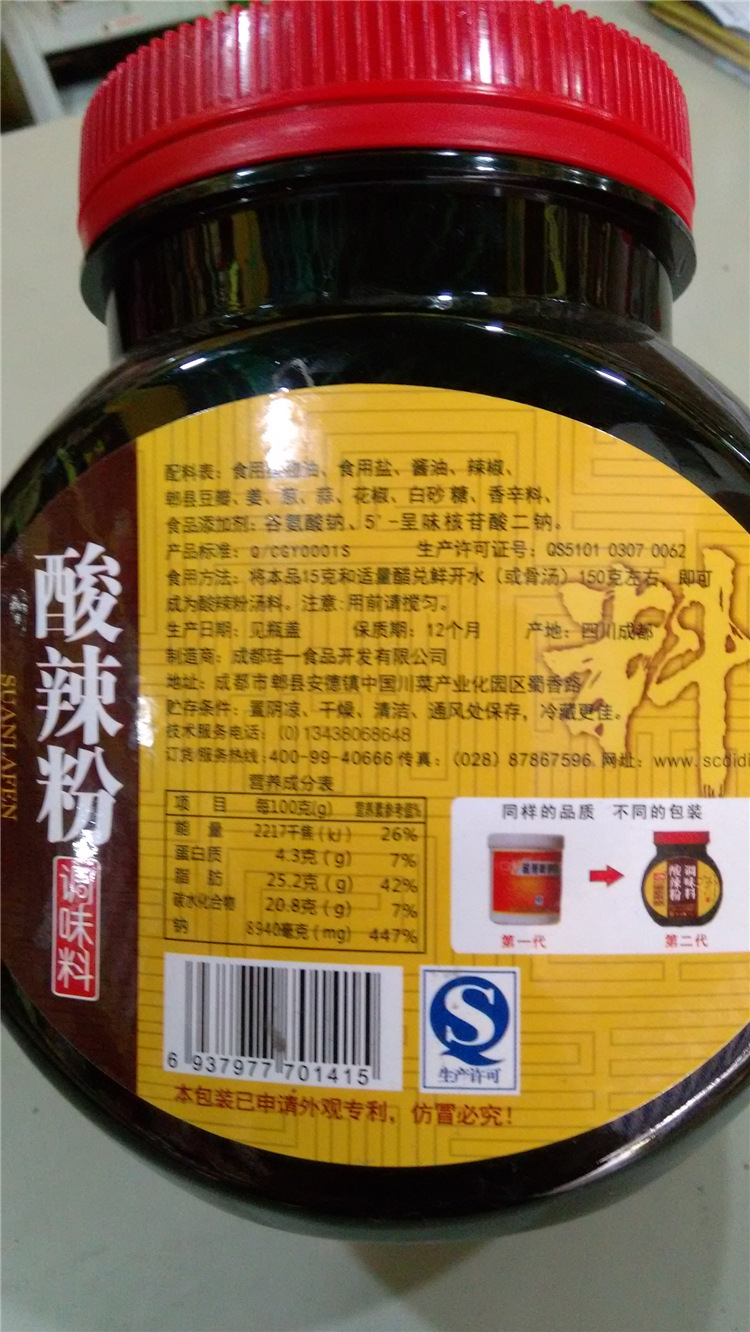 配料表：食用油、食用盐、酱油、辣椒、
郫县豆瓣、姜、葱、蒜、花椒、白砂糖、香辛料、
食品添加剂：谷氨酸钠、5'-呈味核苷酸二钠。
产品标准：Q/CGY0001S 生产许可证号：QS5101 0307 0062
食用方法：将本品15克和适量醋兑鲜开水（或骨汤）150克左右，即可
成为酸辣粉汤料。注意：用前请搅匀。
生产日期：见瓶盖 保质期：12个月 产地：四川成都
制造商：成都珪一食品开发有限公司
地址：成都市郫县安德镇中国川菜产业化园区蜀香路
贮存条件：置阴凉、干燥、清洁、通风处保存，冷藏更佳。
技术服务电话：(0)13438068648
订货服务热线：400-99-40666 传真：(028) 87867596 网址：www.scdidi
营养成分表
项 目 每100克(g) 营养素参考值%
能 量 2217千焦(kJ) 26%
蛋白质 4.3克(g) 7%
脂 肪 25.2克(g) 42%
碳水化合物 20.8克(g) 7%
钠 8940毫克(mg) 447%
同样的品质 不同的包装
第一代
第二代
酸辣粉
调味料
酸辣粉
调味料
SUANLAFEN
6 937977 701415
生产许可
本包装已申请外观专利，仿冒必究！